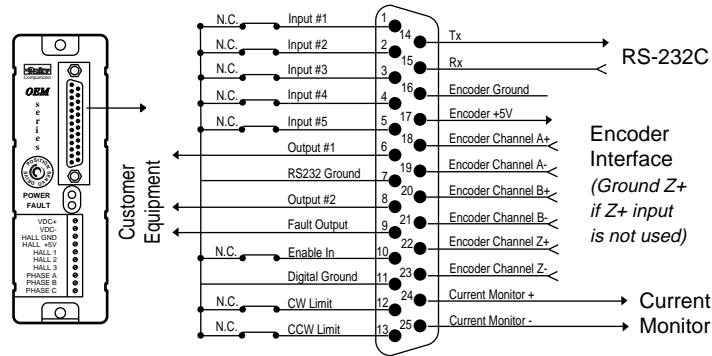 Parker
Compumotor
OEM
series
POSITION SERVO DRIVE
POWER
FAULT
VDC+
VDC-
HALL GND
HALL +5V
HALL 1
HALL 2
HALL 3
PHASE A
PHASE B
PHASE C
Customer
Equipment
N.C. Input #1 1
N.C. Input #2 2
N.C. Input #3 3
N.C. Input #4 4
N.C. Input #5 5
Output #1 6
RS232 Ground 7
Output #2 8
Fault Output 9
N.C. Enable In 10
Digital Ground 11
N.C. CW Limit 12
N.C. CCW Limit 13
14 Tx
15 Rx
16 Encoder Ground
17 Encoder +5V
18 Encoder Channel A+
19 Encoder Channel A-
20 Encoder Channel B+
21 Encoder Channel B-
22 Encoder Channel Z+
23 Encoder Channel Z-
24 Current Monitor +
25 Current Monitor -
RS-232C
Encoder
Interface
(Ground Z+
if Z+ input
is not used)
Current
Monitor